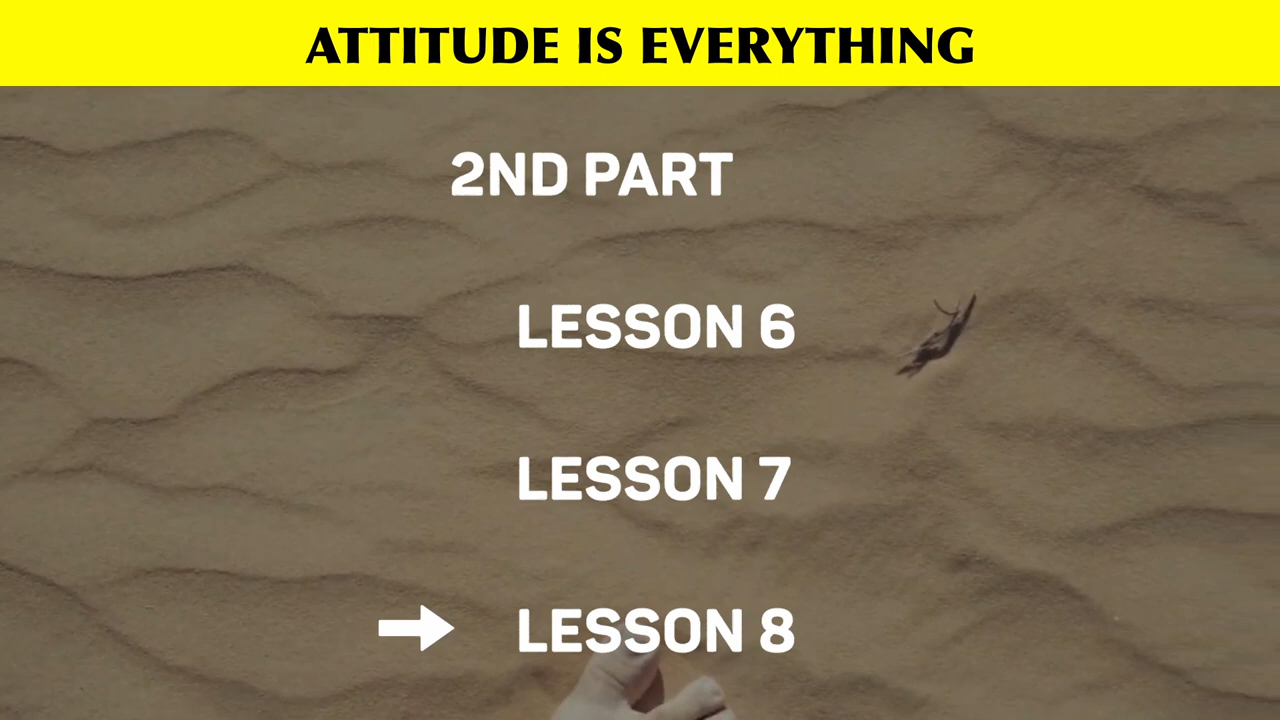 ATTITUDE IS EVERYTHING
2ND PART
LESSON 6
LESSON 7
LESSON 8